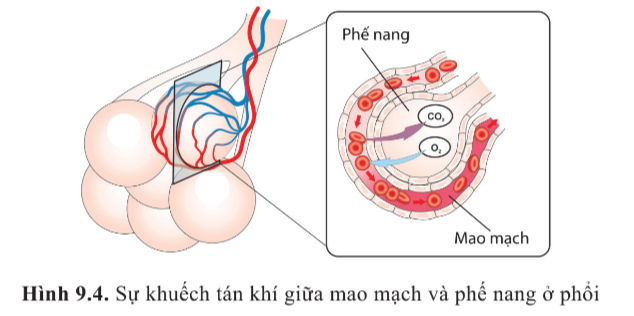 Phế nang
CO₂
O₂
Mao mạch
Hình 9.4. Sự khuếch tán khí giữa mao mạch và phế nang ở phổi